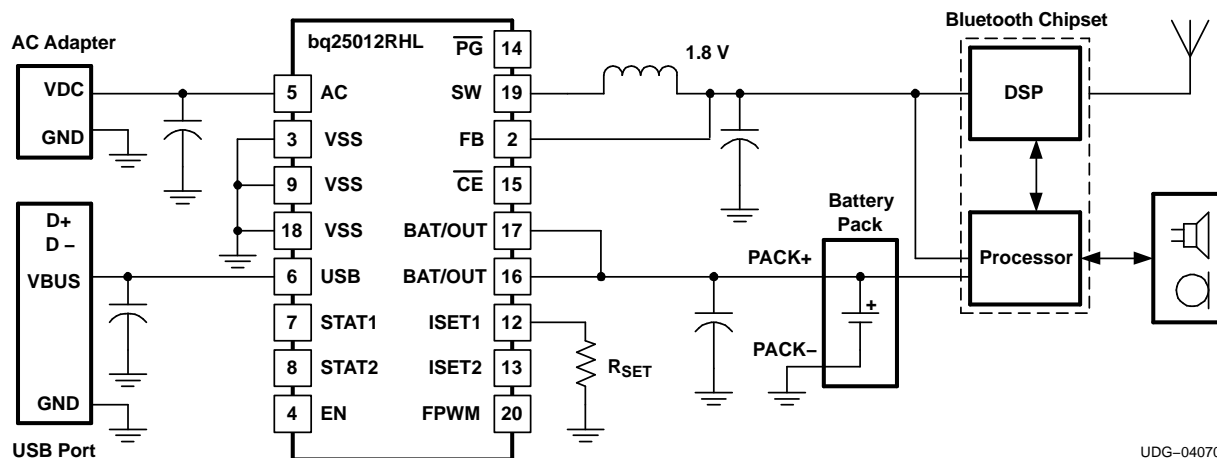 AC Adapter
VDC
GND
D+
D −
VBUS
GND
USB Port
bq25012RHL
5 AC
3 VSS
9 VSS
18 VSS
6 USB
7 STAT1
8 STAT2
4 EN
PG 14
SW 19
FB 2
CE 15
BAT/OUT 17
BAT/OUT 16
ISET1 12
ISET2 13
FPWM 20
1.8 V
RSET
Battery
Pack
PACK+
+
PACK−
Bluetooth Chipset
DSP
Processor
UDG−04070